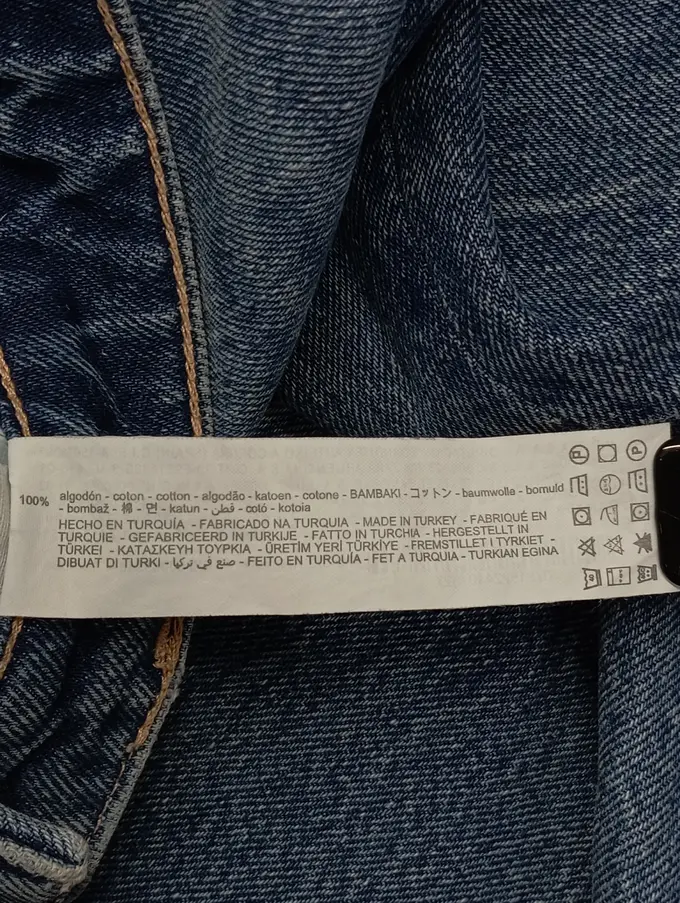 100% algodón - coton - cotton - algodão - katoen - cotone - BAMBAKI - コットン - baumwolle - bomuld
- bombaž - 棉 - 면 - katun - قطن - cotó - kotoia
HECHO EN TURQUÍA - FABRICADO NA TURQUIA - MADE IN TURKEY - FABRIQUÉ EN
TURQUIE - GEFABRICEERD IN TURKIJE - FATTO IN TURCHIA - HERGESTELLT IN
TÜRKEI - ΚΑΤΑΣΚΕΥΗ ΤΟΥΡΚΙΑ - ÜRETİM YERİ TÜRKİYE - FREMSTILLET I TYRKIET -
DIBUAT DI TURKI - صنع في تركيا - FEITO EN TURQUÍA - FET A TURQUIA - TURKIAN EGINA